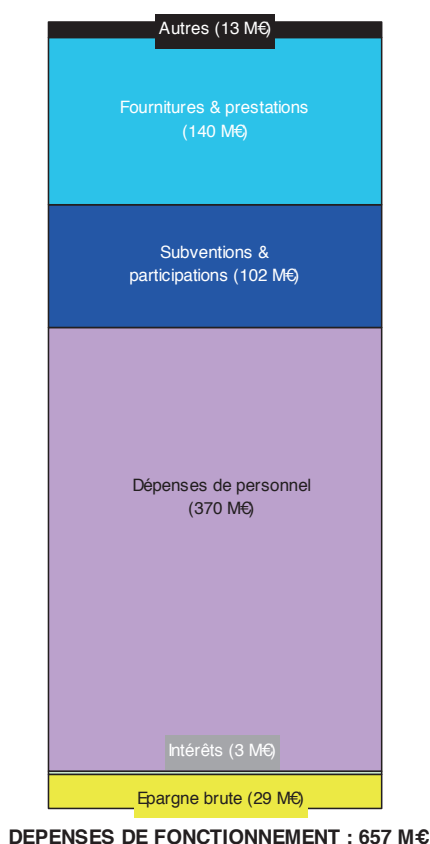 Autres (13 M€)
Fournitures & prestations
(140 M€)
Subventions &
participations (102 M€)
Dépenses de personnel
(370 M€)
Intérêts (3 M€)
Epargne brute (29 M€)
DEPENSES DE FONCTIONNEMENT : 657 M€